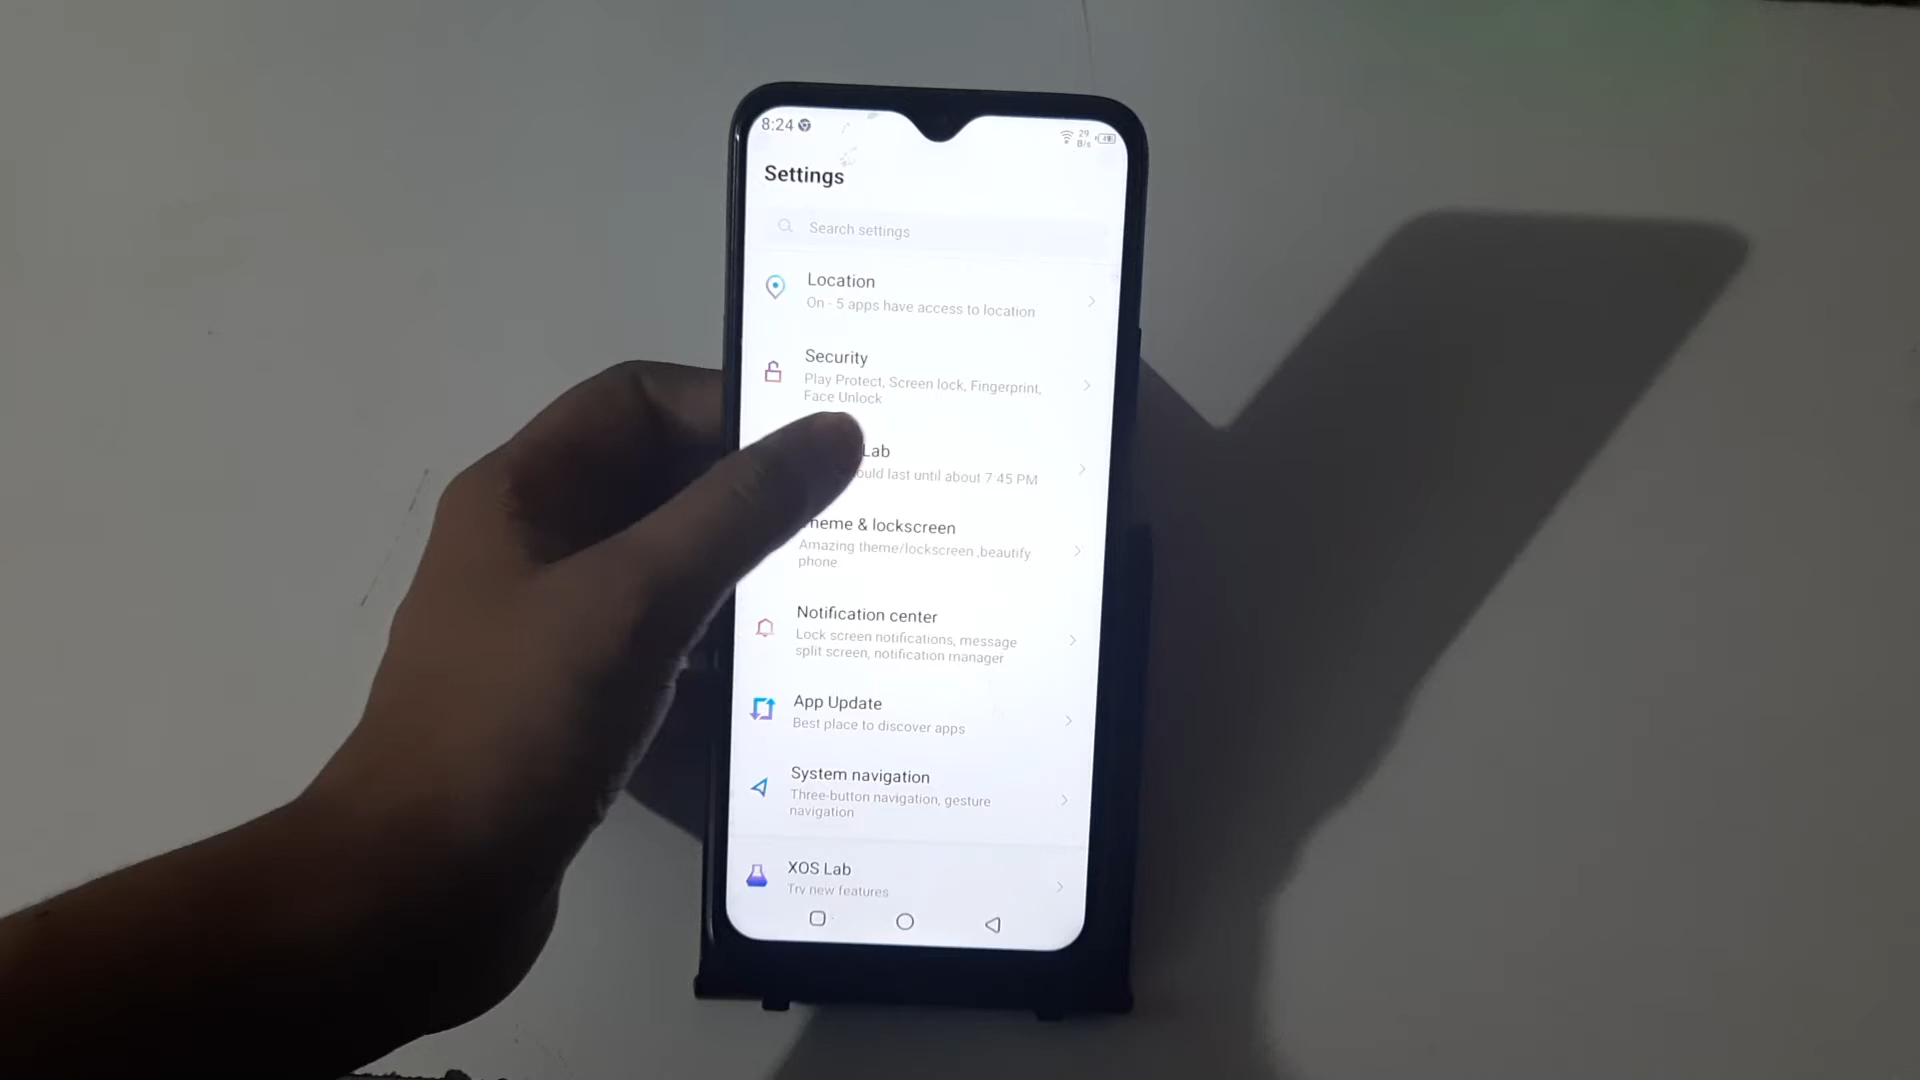 8:24
29
B/s
Settings
Search settings
Location
On - 5 apps have access to location
Security
Play Protect, Screen lock, Fingerprint,
Face Unlock
Lab
ould last until about 7:45 PM
heme & lockscreen
Amazing theme/lockscreen ,beautify
phone.
Notification center
Lock screen notifications, message
split screen, notification manager
App Update
Best place to discover apps
System navigation
Three-button navigation, gesture
navigation
XOS Lab
Try new features